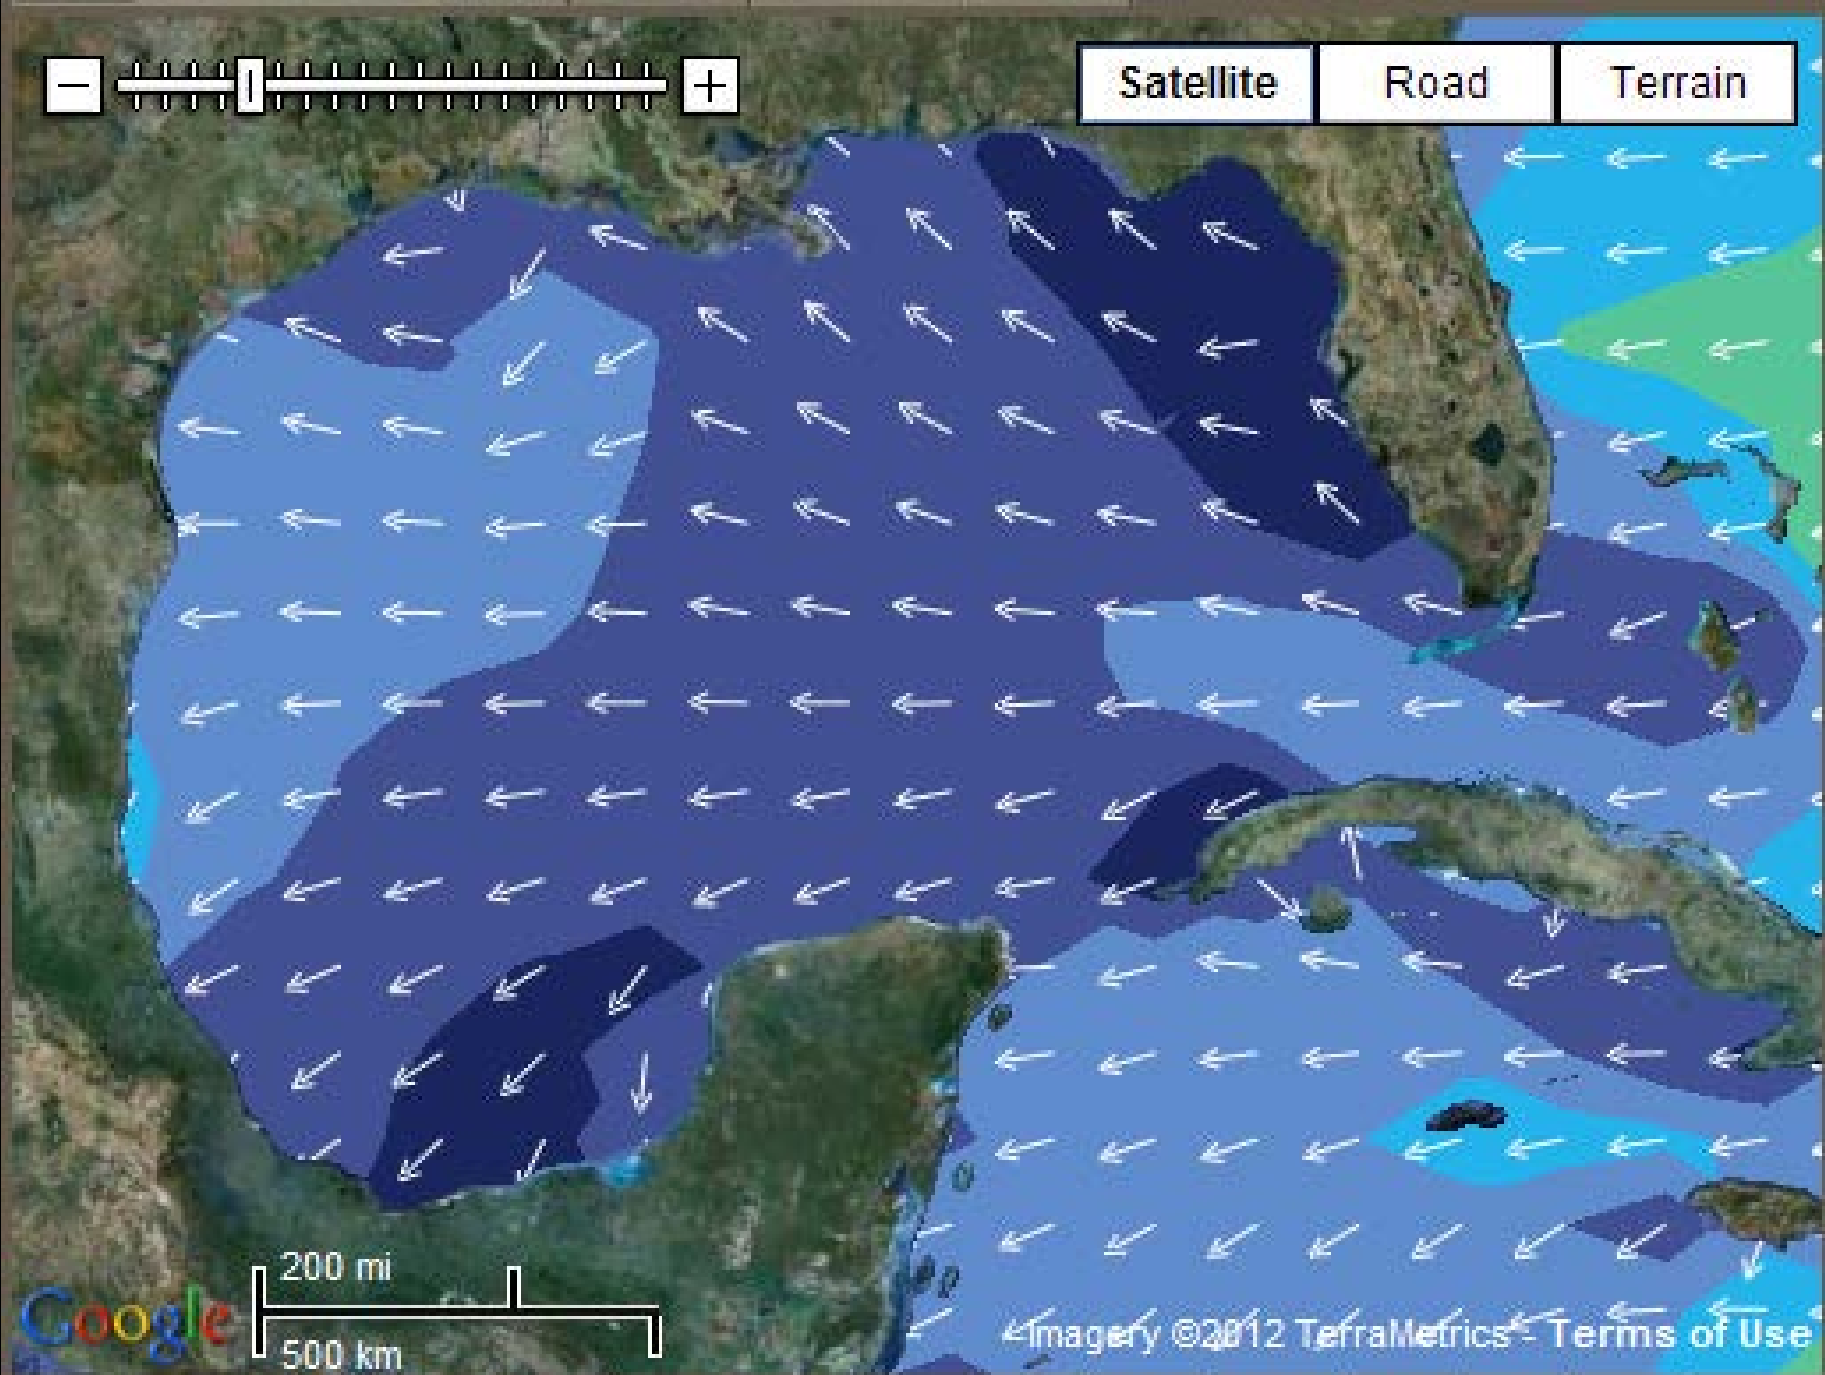 − + Satellite Road Terrain
200 mi
Google
500 km
Imagery ©2012 TerraMetrics - Terms of Use